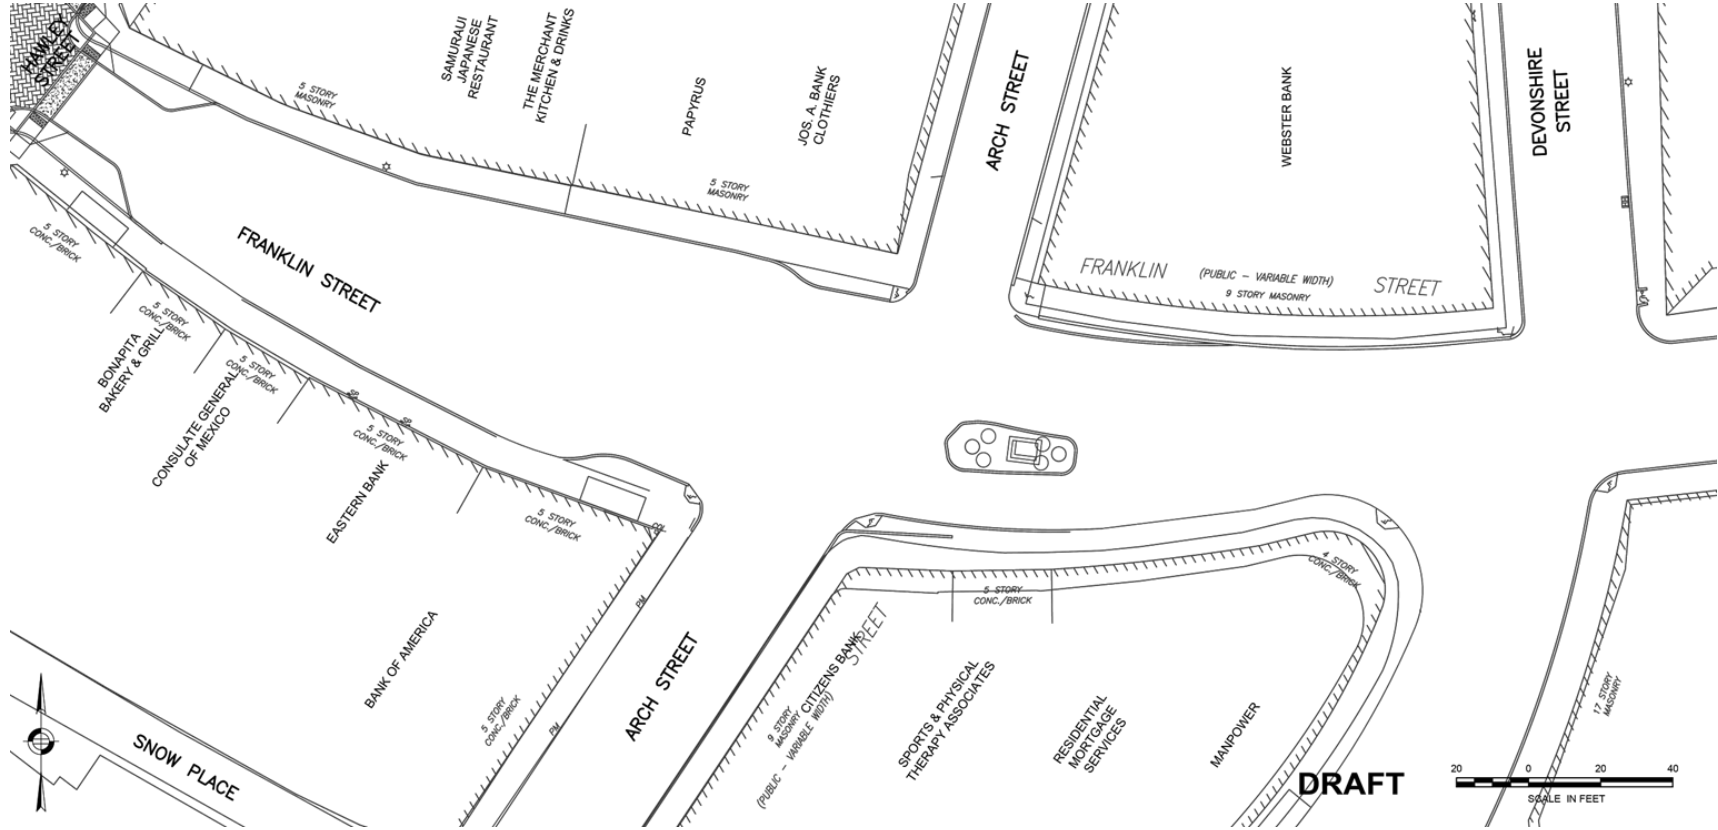 HAWLEY
STREET
5 STORY
MASONRY
SAMURAUI
JAPANESE
RESTAURANT
THE MERCHANT
KITCHEN & DRINKS
PAPYRUS
JOS. A. BANK
CLOTHIERS
5 STORY
MASONRY
ARCH STREET
WEBSTER BANK
DEVONSHIRE
STREET
FRANKLIN (PUBLIC - VARIABLE WIDTH) STREET
9 STORY MASONRY
5 STORY
CONC./BRICK
FRANKLIN STREET
5 STORY
CONC./BRICK
BONAPITA
BAKERY & GRILL
5 STORY
CONC./BRICK
CONSULATE GENERAL
OF MEXICO
5 STORY
CONC./BRICK
EASTERN BANK
5 STORY
CONC./BRICK
COL
BANK OF AMERICA
PM
PM
5 STORY
CONC./BRICK
ARCH STREET
SNOW PLACE
STREET
CITIZENS BANK
9 STORY
MASONRY
(PUBLIC - VARIABLE WIDTH)
5 STORY
CONC./BRICK
SPORTS & PHYSICAL
THERAPY ASSOCIATES
RESIDENTIAL
MORTGAGE
SERVICES
MANPOWER
4 STORY
CONC./BRICK
17 STORY
MASONRY
DRAFT
20 0 20 40
SCALE IN FEET